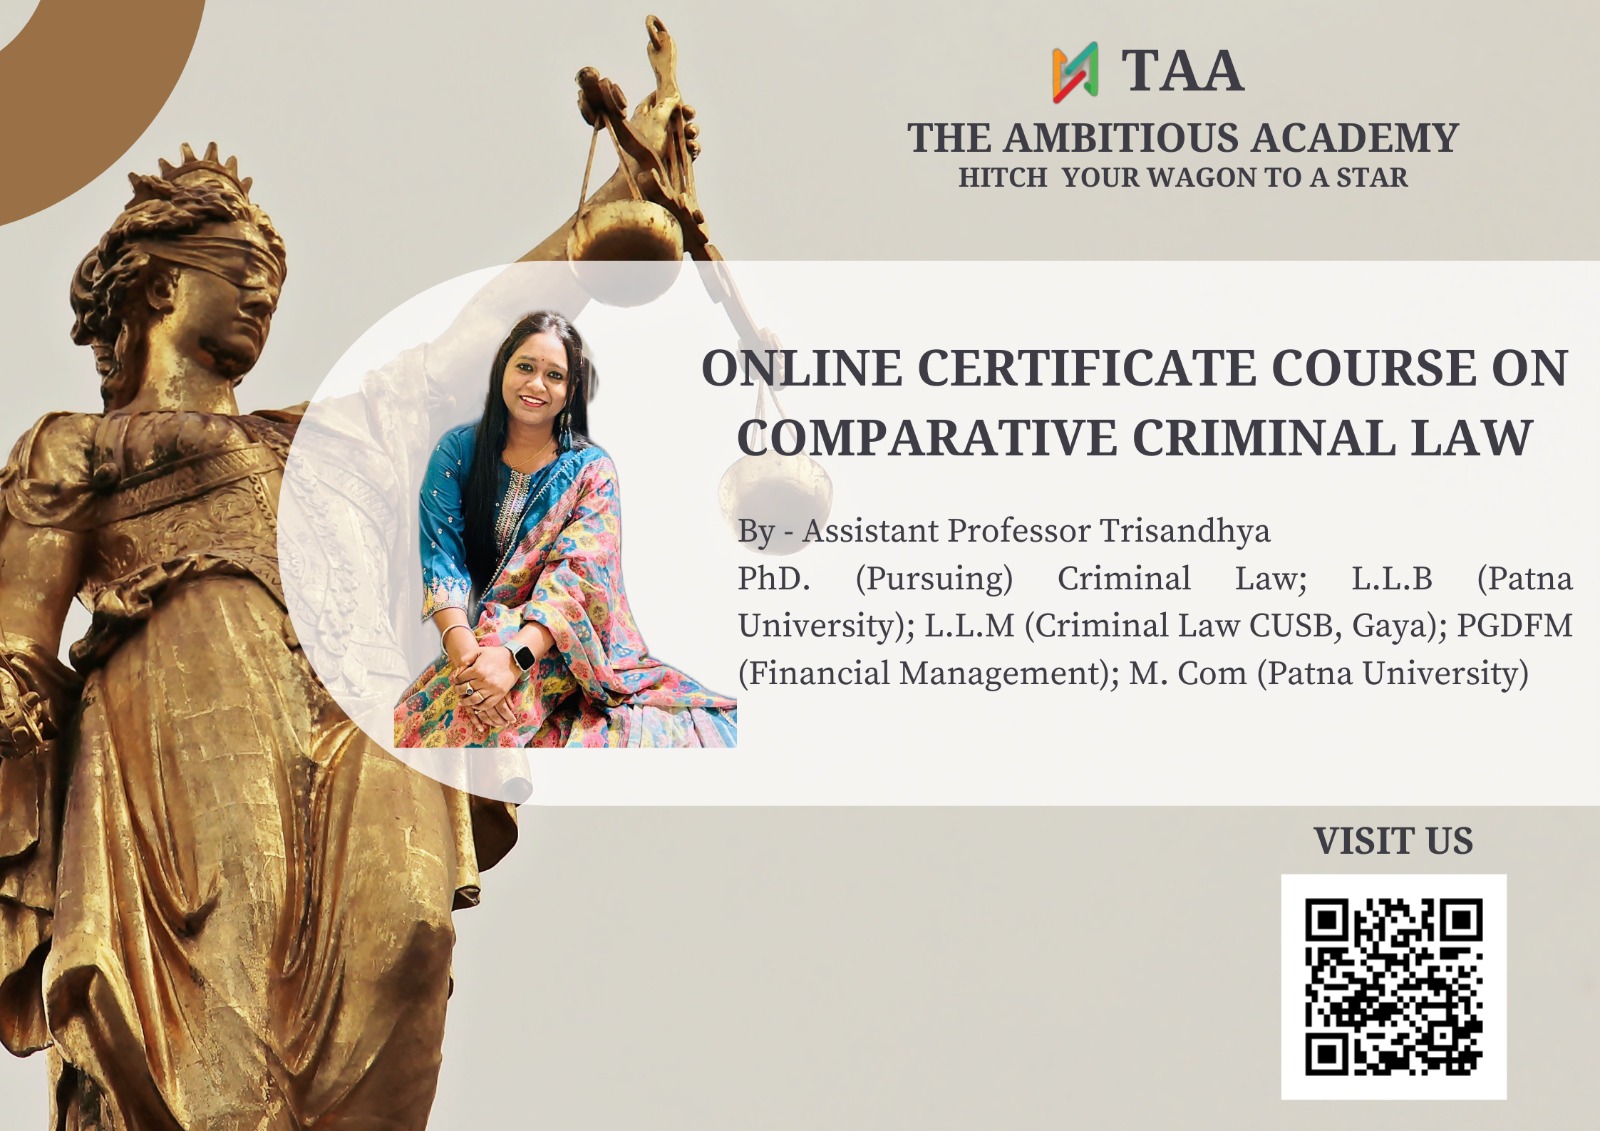 TAA
THE AMBITIOUS ACADEMY
HITCH YOUR WAGON TO A STAR
ONLINE CERTIFICATE COURSE ON
COMPARATIVE CRIMINAL LAW
By - Assistant Professor Trisandhya
PhD. (Pursuing) Criminal Law; L.L.B (Patna
University); L.L.M (Criminal Law CUSB, Gaya); PGDFM
(Financial Management); M. Com (Patna University)
VISIT US